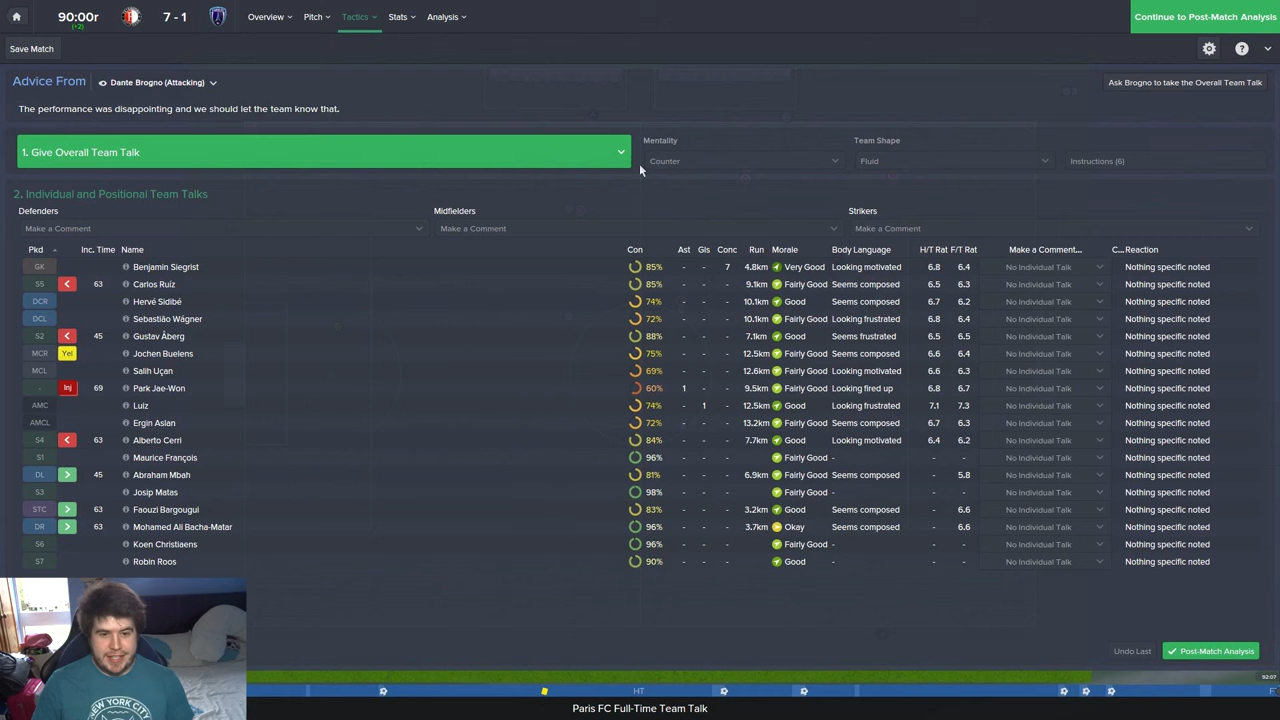 90:00r
(+2)
7 - 1
Overview
Pitch
Tactics
Stats
Analysis
Continue to Post-Match Analysis
Save Match
Advice From
Dante Brogno (Attacking)
Ask Brogno to take the Overall Team Talk
The performance was disappointing and we should let the team know that.
1. Give Overall Team Talk
Mentality
Team Shape
Counter
Fluid
Instructions (6)
2. Individual and Positional Team Talks
Defenders
Midfielders
Strikers
Make a Comment
Make a Comment
Make a Comment
Pkd Inc. Time Name Con Ast Gls Conc Run Morale Body Language H/T Rat F/T Rat Make a Comment... C... Reaction
GK Benjamin Siegrist 85% - - 7 4.8km Very Good Looking motivated 6.8 6.4 No Individual Talk Nothing specific noted
S5 63 Carlos Ruíz 85% - - - 9.1km Fairly Good Seems composed 6.5 6.3 No Individual Talk Nothing specific noted
DCR Hervé Sidibé 74% - - - 10.1km Good Seems composed 6.7 6.2 No Individual Talk Nothing specific noted
DCL Sebastião Wágner 72% - - - 10.1km Fairly Good Looking frustrated 6.8 6.4 No Individual Talk Nothing specific noted
S2 45 Gustav Åberg 88% - - - 7.1km Good Seems frustrated 6.5 6.5 No Individual Talk Nothing specific noted
MCR Yel Jochen Buelens 75% - - - 12.5km Fairly Good Seems composed 6.6 6.4 No Individual Talk Nothing specific noted
MCL Salih Uçan 69% - - - 12.6km Fairly Good Looking motivated 6.6 6.3 No Individual Talk Nothing specific noted
- Inj 69 Park Jae-Won 60% 1 - - 9.5km Fairly Good Looking fired up 6.8 6.7 No Individual Talk Nothing specific noted
AMC Luiz 74% - 1 - 12.5km Good Looking frustrated 7.1 7.3 No Individual Talk Nothing specific noted
AMCL Ergin Aslan 72% - - - 13.2km Fairly Good Seems composed 6.7 6.3 No Individual Talk Nothing specific noted
S4 63 Alberto Cerri 84% - - - 7.7km Good Looking motivated 6.4 6.2 No Individual Talk Nothing specific noted
S1 Maurice François 96% - - - Fairly Good - - - No Individual Talk Nothing specific noted
DL 45 Abraham Mbah 81% - - - 6.9km Fairly Good Seems composed - 5.8 No Individual Talk Nothing specific noted
S3 Josip Matas 98% - - - Fairly Good - - - No Individual Talk Nothing specific noted
STC 63 Faouzi Bargougui 83% - - - 3.2km Good Seems composed - 6.6 No Individual Talk Nothing specific noted
DR 63 Mohamed Ali Bacha-Matar 96% - - - 3.7km Okay Seems composed - 6.6 No Individual Talk Nothing specific noted
S6 Koen Christiaens 96% - - - Fairly Good - - - No Individual Talk Nothing specific noted
S7 Robin Roos 90% - - - Good - - - No Individual Talk Nothing specific noted
Undo Last
Post-Match Analysis
92:07
HT
F
Paris FC Full-Time Team Talk
NEW YORK CITY